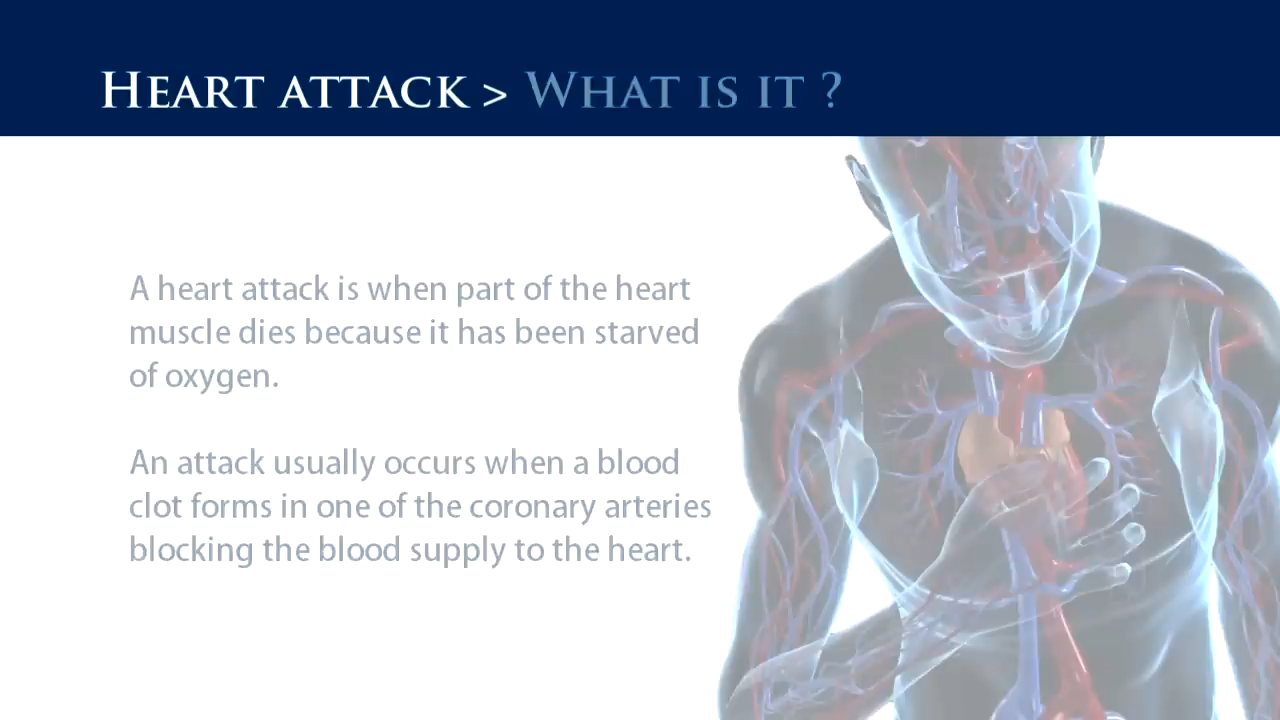 HEART ATTACK > WHAT IS IT ?
A heart attack is when part of the heart
muscle dies because it has been starved
of oxygen.
An attack usually occurs when a blood
clot forms in one of the coronary arteries
blocking the blood supply to the heart.